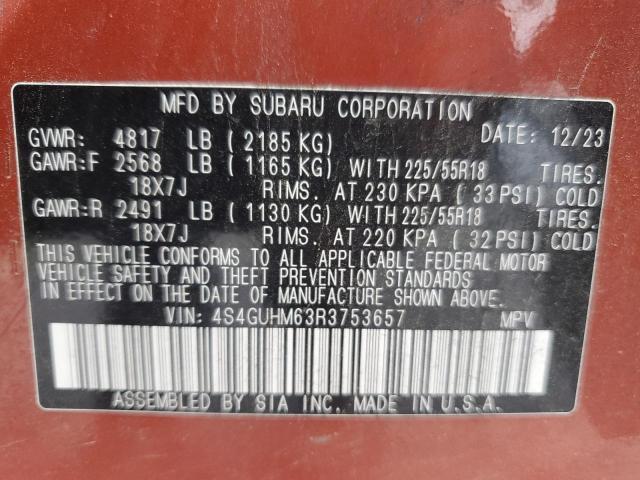 MFD BY SUBARU CORPORATION
GVWR: 4817 LB ( 2185 KG) DATE: 12/23
GAWR:F 2568 LB ( 1165 KG) WITH 225/55R18 TIRES.
18X7J RIMS. AT 230 KPA ( 33 PSI) COLD
GAWR:R 2491 LB ( 1130 KG) WITH 225/55R18 TIRES.
18X7J RIMS. AT 220 KPA ( 32 PSI) COLD
THIS VEHICLE CONFORMS TO ALL APPLICABLE FEDERAL MOTOR
VEHICLE SAFETY AND THEFT PREVENTION STANDARDS
IN EFFECT ON THE DATE OF MANUFACTURE SHOWN ABOVE.
VIN: 4S4GUHM63R3753657 MPV
ASSEMBLED BY SIA INC. MADE IN U.S.A.